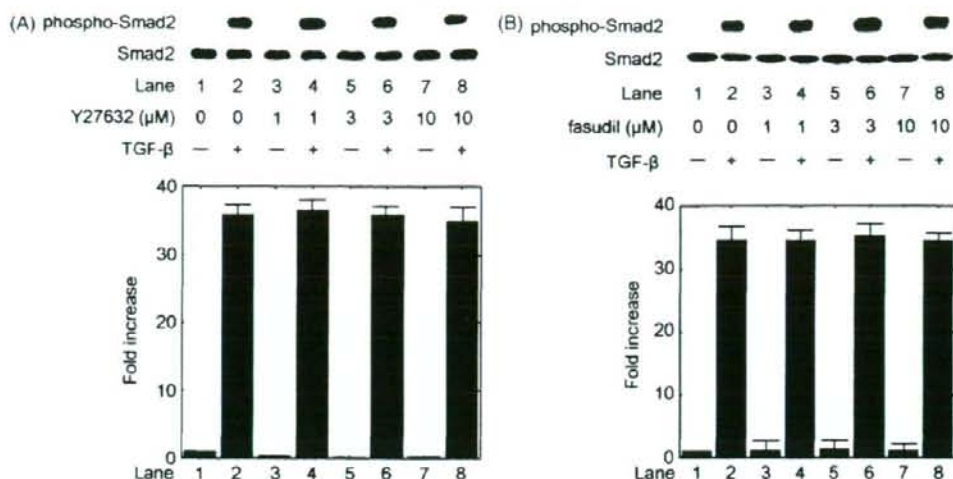 (A) phospho-Smad2
Smad2
Lane 1 2 3 4 5 6 7 8
Y27632 (µM) 0 0 1 1 3 3 10 10
TGF-β — + — + — + — +
40
30
20
10
0
Fold increase
Lane 1 2 3 4 5 6 7 8
(B) phospho-Smad2
Smad2
Lane 1 2 3 4 5 6 7 8
fasudil (µM) 0 0 1 1 3 3 10 10
TGF-β — + — + — + — +
40
30
20
10
0
Fold increase
Lane 1 2 3 4 5 6 7 8